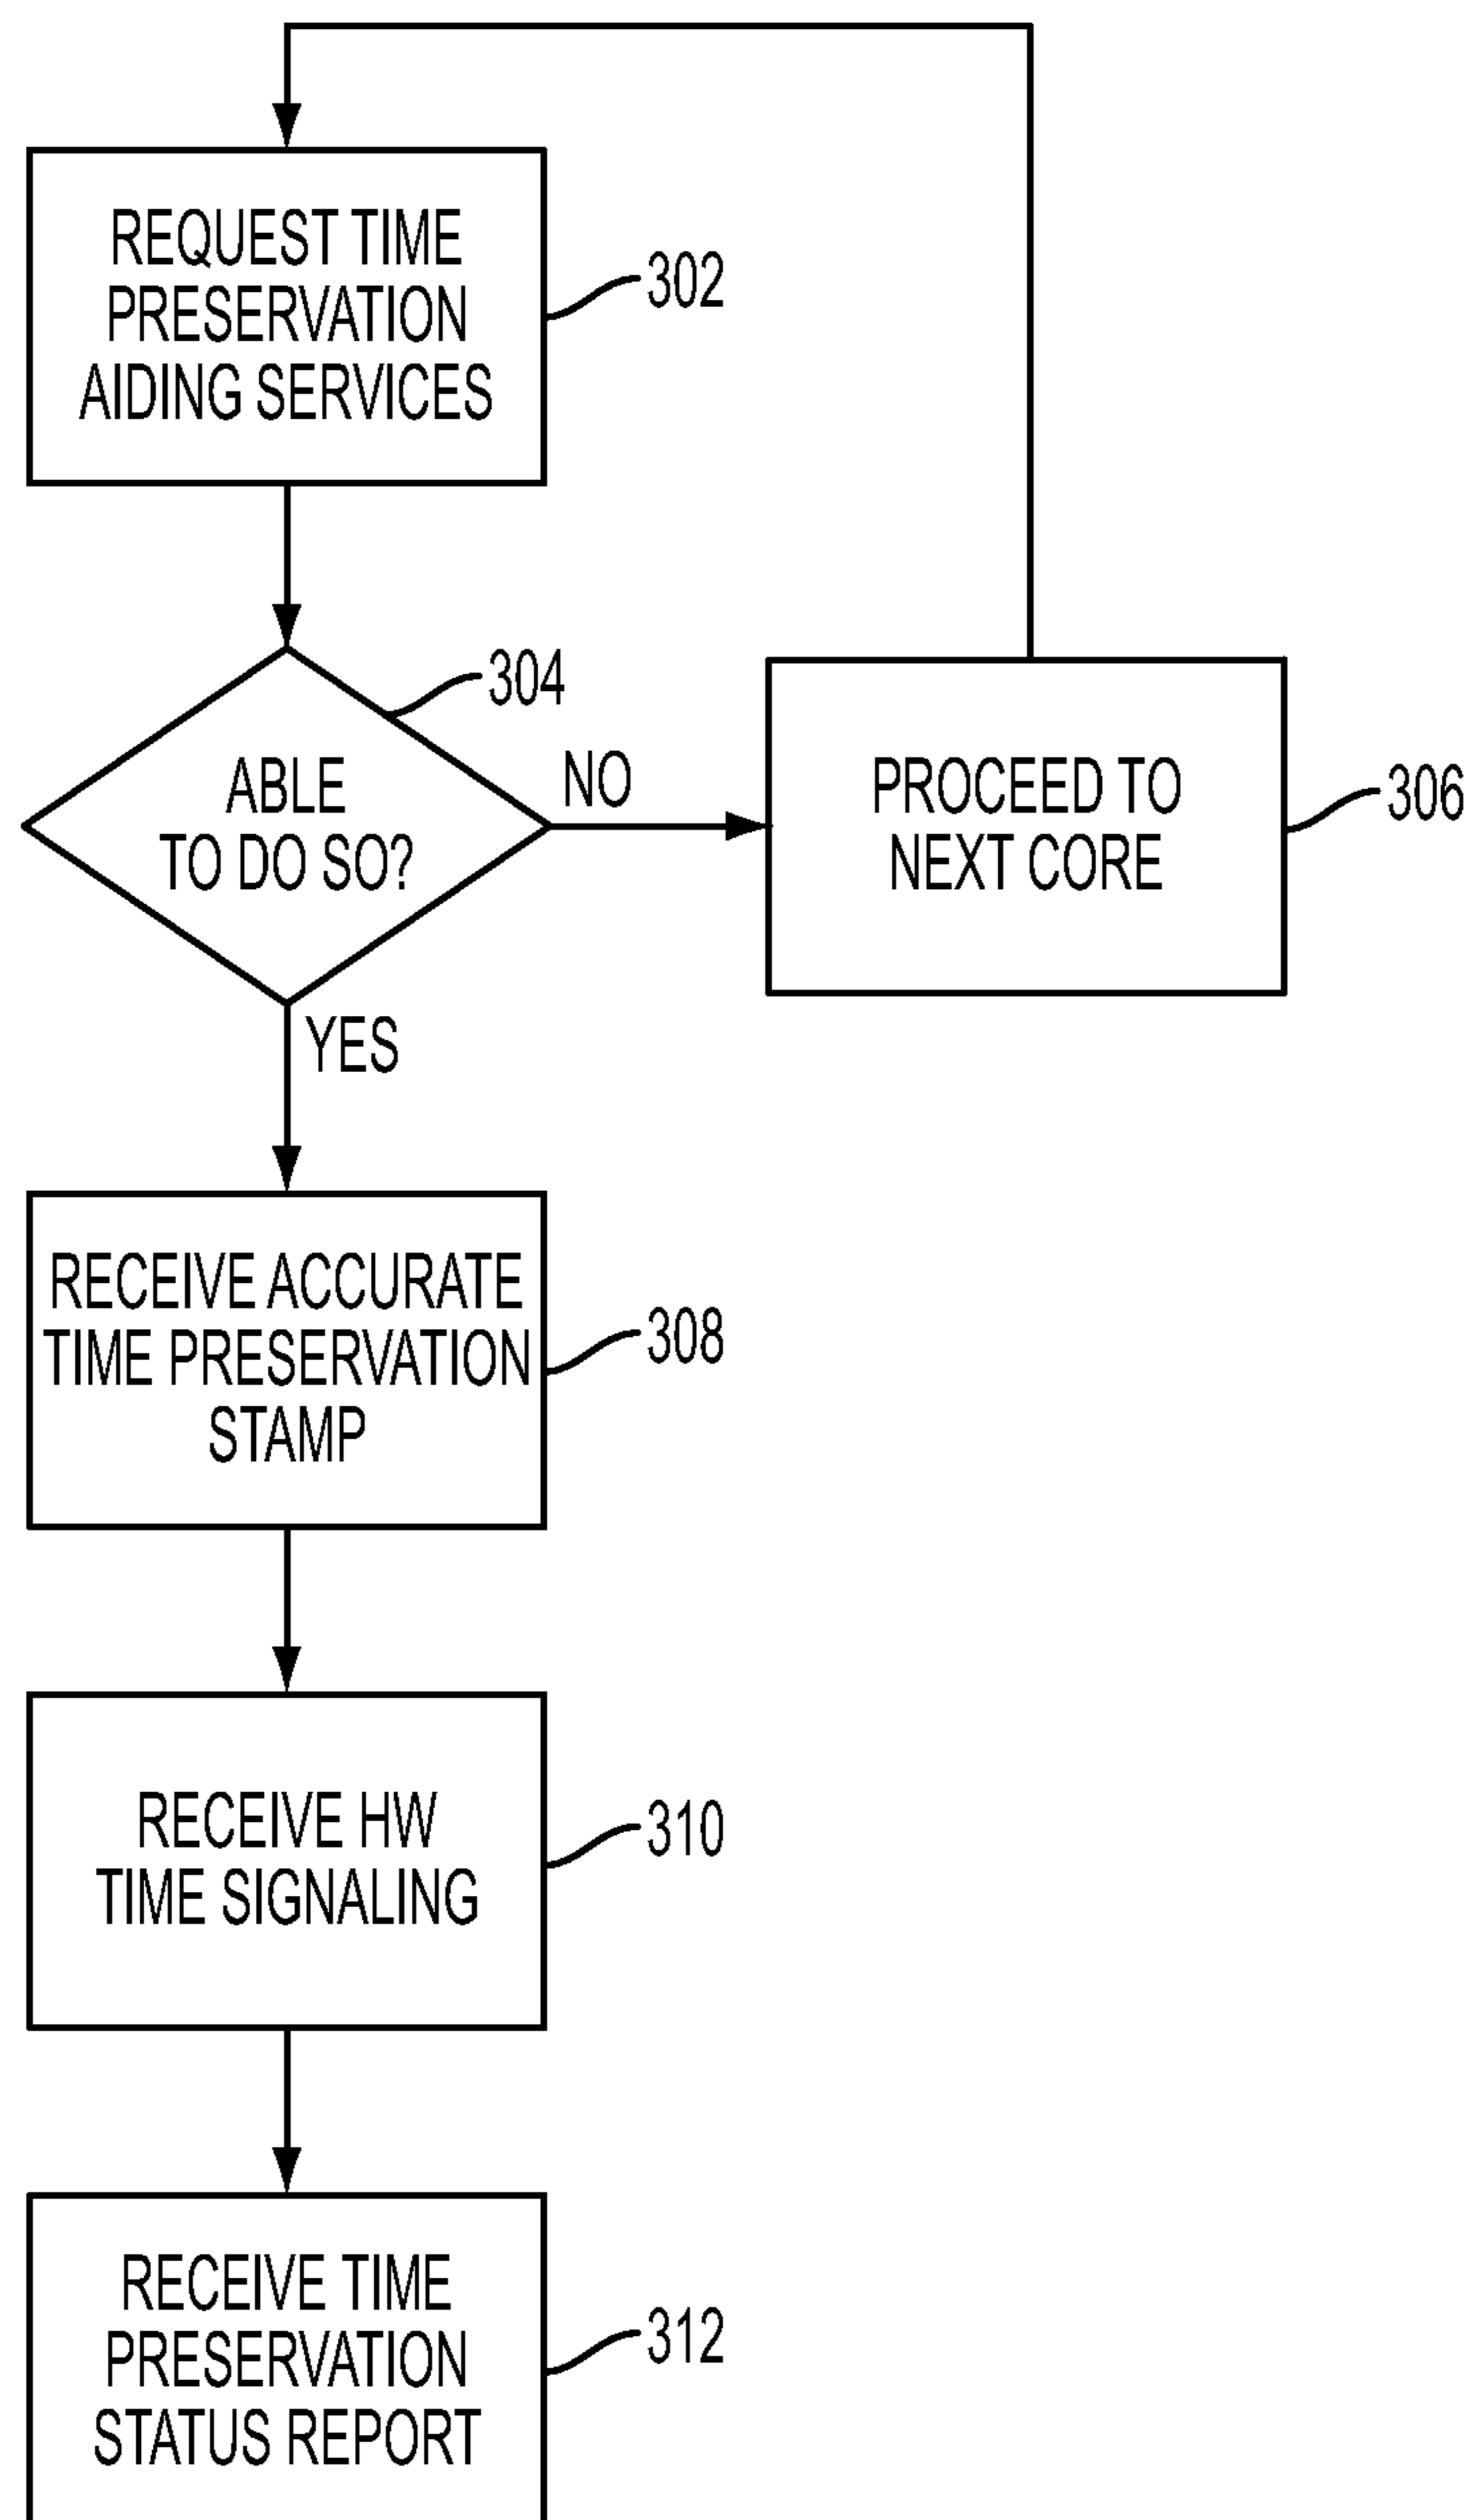 REQUEST TIME
PRESERVATION
AIDING SERVICES
302
304
ABLE
TO DO SO?
NO
PROCEED TO
NEXT CORE
306
YES
RECEIVE ACCURATE
TIME PRESERVATION
STAMP
308
RECEIVE HW
TIME SIGNALING
310
RECEIVE TIME
PRESERVATION
STATUS REPORT
312